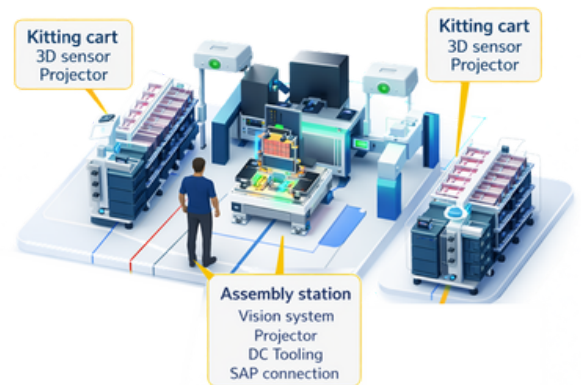 Kitting cart
3D sensor
Projector
Kitting cart
3D sensor
Projector
Assembly station
Vision system
Projector
DC Tooling
SAP connection